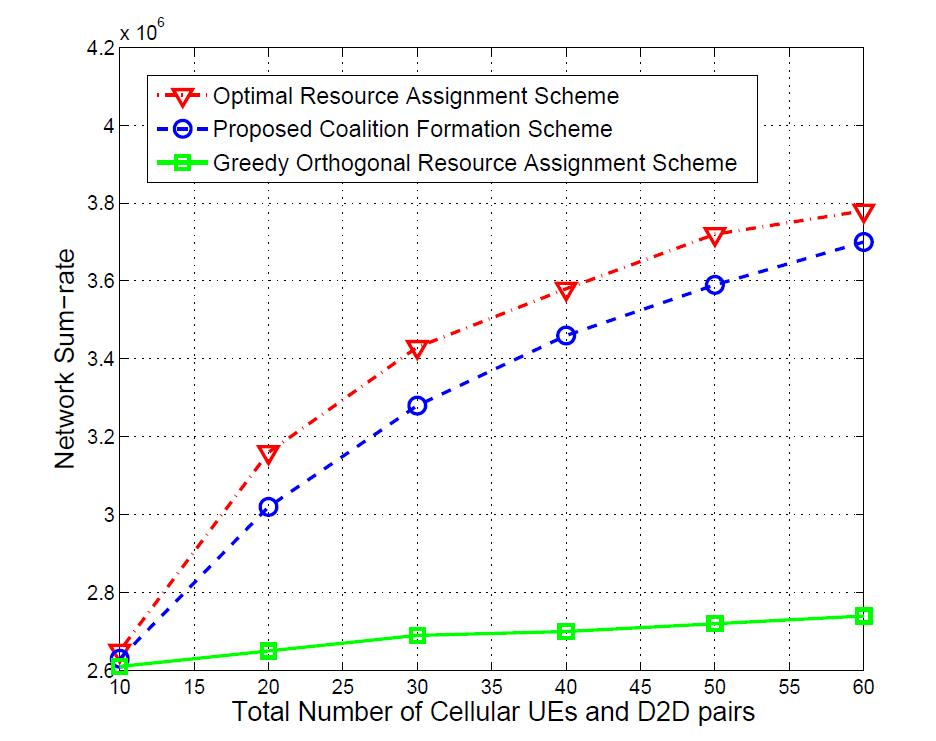 x 10^6
4.2
4
3.8
3.6
3.4
3.2
3
2.8
2.6
Network Sum−rate
Optimal Resource Assignment Scheme
Proposed Coalition Formation Scheme
Greedy Orthogonal Resource Assignment Scheme
10 15 20 25 30 35 40 45 50 55 60
Total Number of Cellular UEs and D2D pairs